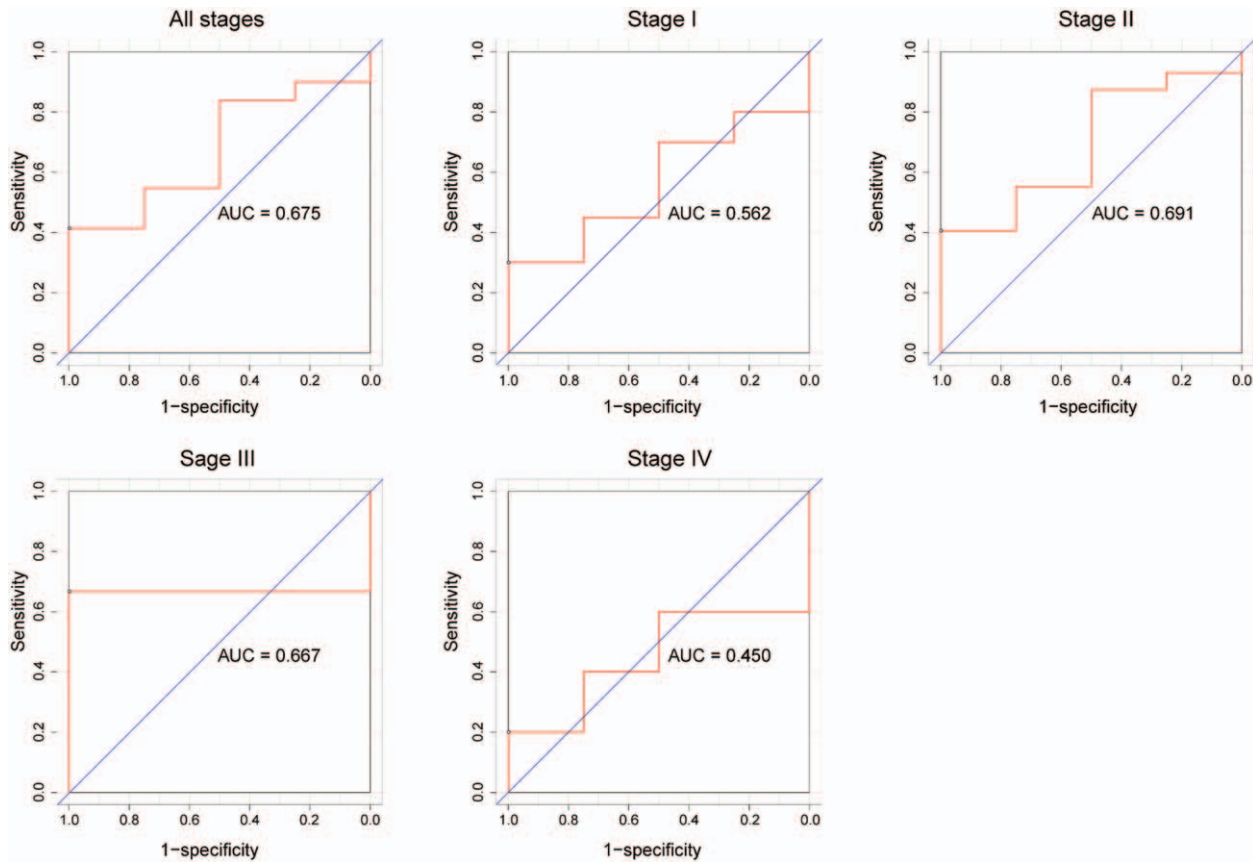 All stages
1.0
0.8
0.6
0.4
0.2
0.0
Sensitivity
AUC = 0.675
1.0 0.8 0.6 0.4 0.2 0.0
1−specificity
Stage I
1.0
0.8
0.6
0.4
0.2
0.0
Sensitivity
AUC = 0.562
1.0 0.8 0.6 0.4 0.2 0.0
1−specificity
Stage II
1.0
0.8
0.6
0.4
0.2
0.0
Sensitivity
AUC = 0.691
1.0 0.8 0.6 0.4 0.2 0.0
1−specificity
Sage III
1.0
0.8
0.6
0.4
0.2
0.0
Sensitivity
AUC = 0.667
1.0 0.8 0.6 0.4 0.2 0.0
1−specificity
Stage IV
1.0
0.8
0.6
0.4
0.2
0.0
Sensitivity
AUC = 0.450
1.0 0.8 0.6 0.4 0.2 0.0
1−specificity